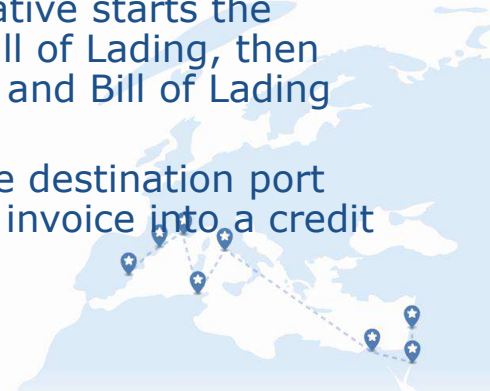 ative starts the
ll of Lading, then
and Bill of Lading
e destination port
invoice into a credit